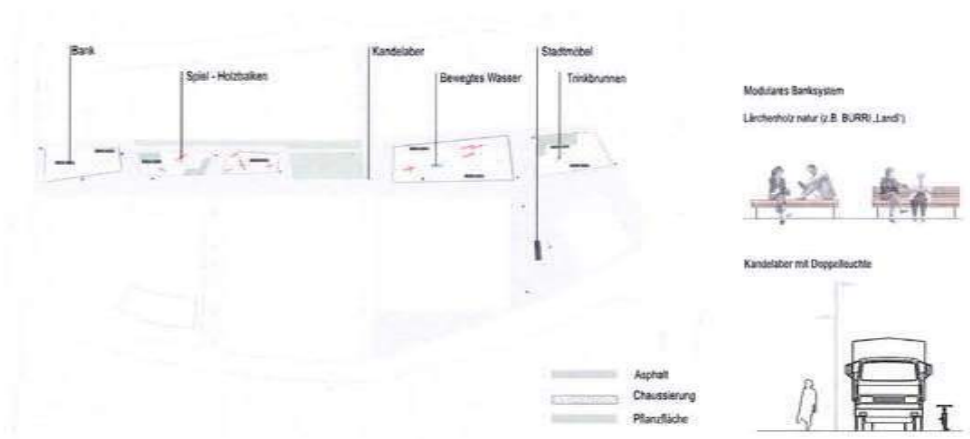 Bank
Kandelaber
Stadtmöbel
Spiel - Holzbalken
Bewegtes Wasser
Trinkbrunnen
Modulares Banksystem
Lärchenholz natur (z.B. BURRI „Landi")
Kandelaber mit Doppelleuchte
Asphalt
Chaussierung
Pflanzfläche